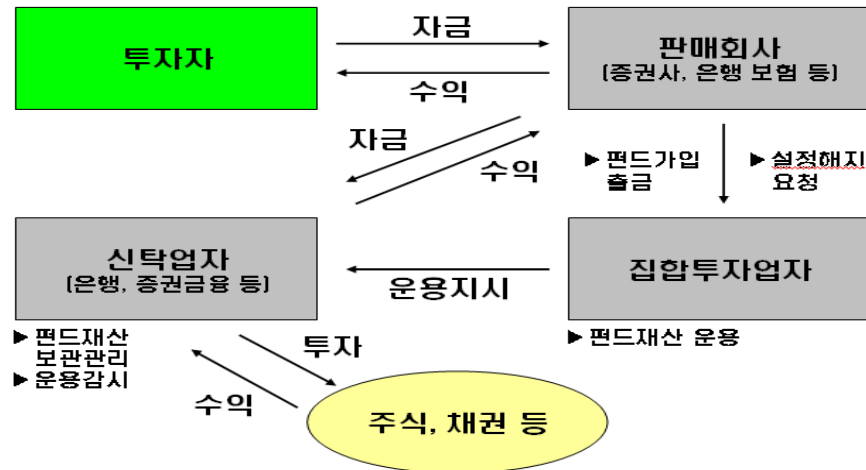 투자자
자금
수익
판매회사
(증권사, 은행 보험 등)
자금
수익
▶ 펀드가입
출금
▶ 설정해지
요청
신탁업자
(은행, 증권금융 등)
운용지시
집합투자업자
▶ 펀드재산
보관관리
▶ 운용감시
▶ 펀드재산 운용
투자
수익
주식, 채권 등